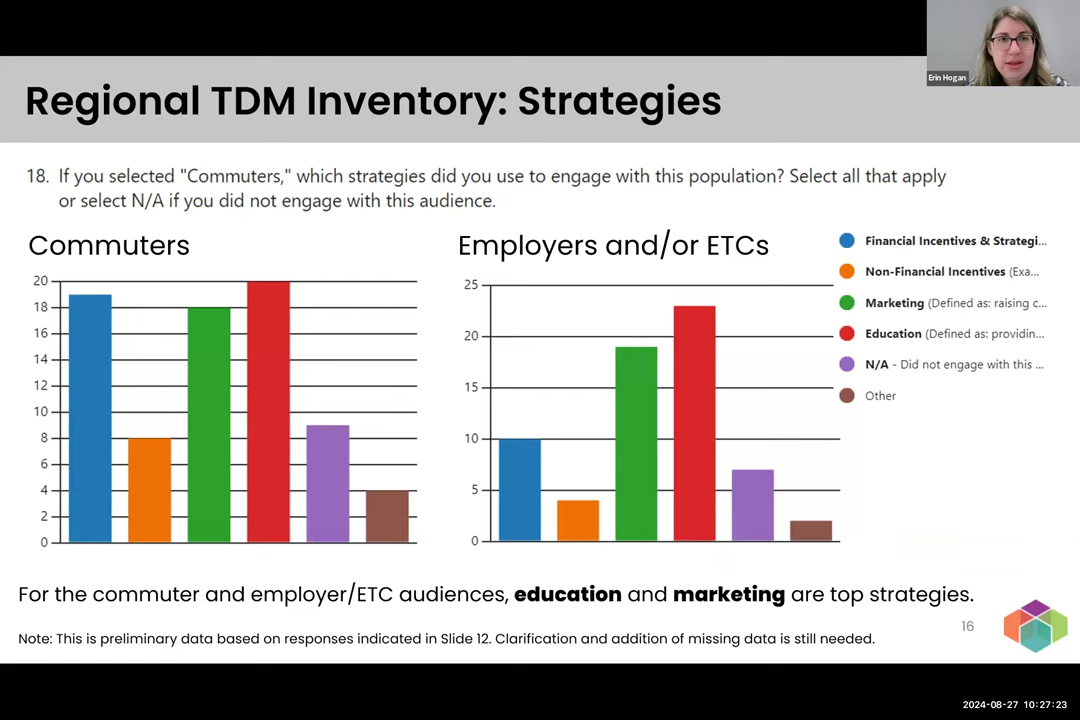 Erin Hogan
Regional TDM Inventory: Strategies
18. If you selected "Commuters," which strategies did you use to engage with this population? Select all that apply
or select N/A if you did not engage with this audience.
Commuters
20
18
16
14
12
10
8
6
4
2
0
Employers and/or ETCs
25
20
15
10
5
0
Financial Incentives & Strategi...
Non-Financial Incentives (Exa...
Marketing (Defined as: raising c...
Education (Defined as: providin...
N/A - Did not engage with this ...
Other
For the commuter and employer/ETC audiences, education and marketing are top strategies.
16
Note: This is preliminary data based on responses indicated in Slide 12. Clarification and addition of missing data is still needed.
2024-08-27 10:27:23